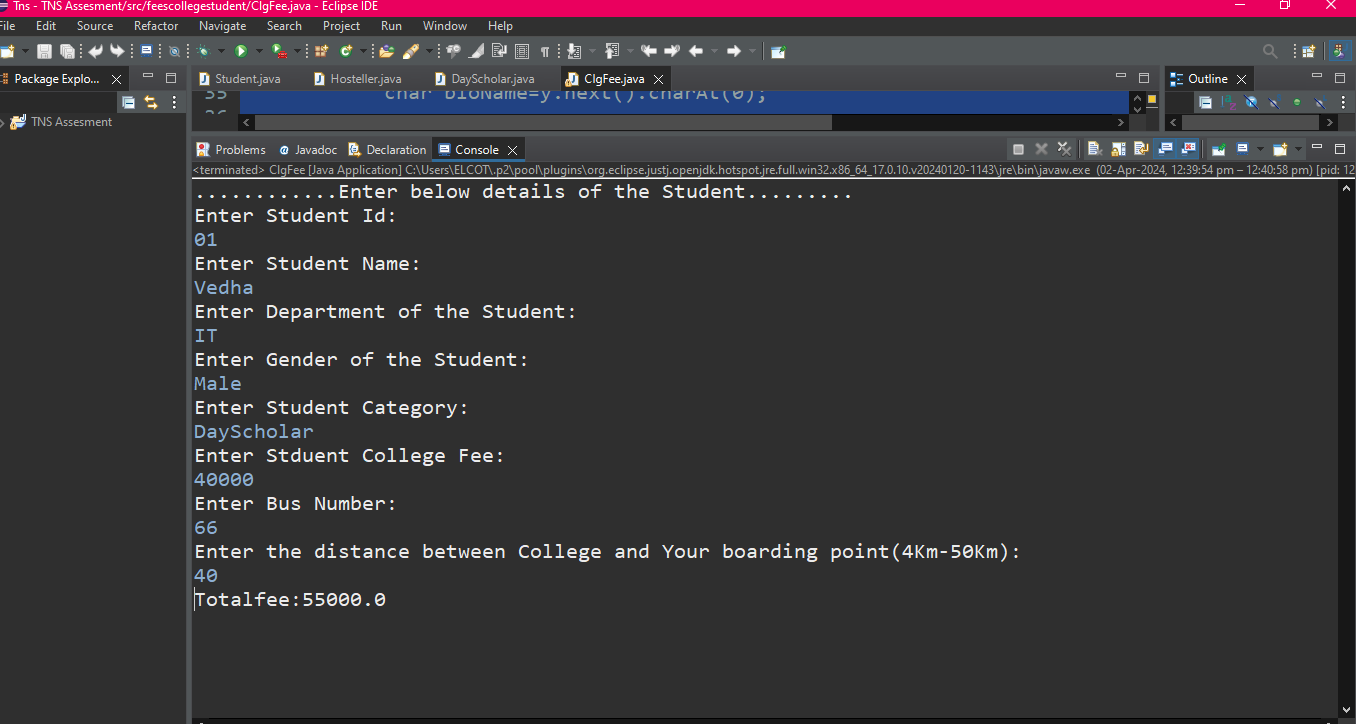 Tns - TNS Assesment/src/feescollegestudent/ClgFee.java - Eclipse IDE
File Edit Source Refactor Navigate Search Project Run Window Help
Package Explo...
Student.java Hosteller.java DayScholar.java ClgFee.java
Outline
35 char bloName=y.next().charAt(0);
TNS Assesment
Problems Javadoc Declaration Console
<terminated> ClgFee [Java Application] C:\Users\ELCOT\.p2\pool\plugins\org.eclipse.justj.openjdk.hotspot.jre.full.win32.x86_64_17.0.10.v20240120-1143\jre\bin\javaw.exe (02-Apr-2024, 12:39:54 pm – 12:40:58 pm) [pid: 12
............Enter below details of the Student.........
Enter Student Id:
01
Enter Student Name:
Vedha
Enter Department of the Student:
IT
Enter Gender of the Student:
Male
Enter Student Category:
DayScholar
Enter Stduent College Fee:
40000
Enter Bus Number:
66
Enter the distance between College and Your boarding point(4Km-50Km):
40
Totalfee:55000.0